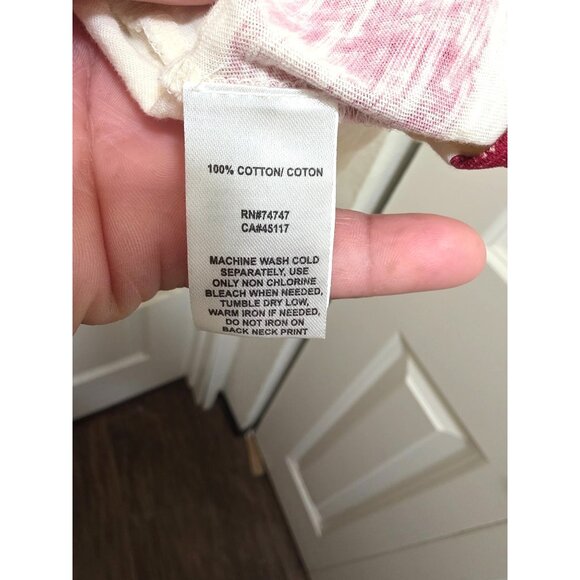 100% COTTON/ COTON
RN#74747
CA#45117
MACHINE WASH COLD
SEPARATELY, USE
ONLY NON CHLORINE
BLEACH WHEN NEEDED,
TUMBLE DRY LOW,
WARM IRON IF NEEDED,
DO NOT IRON ON
BACK NECK PRINT